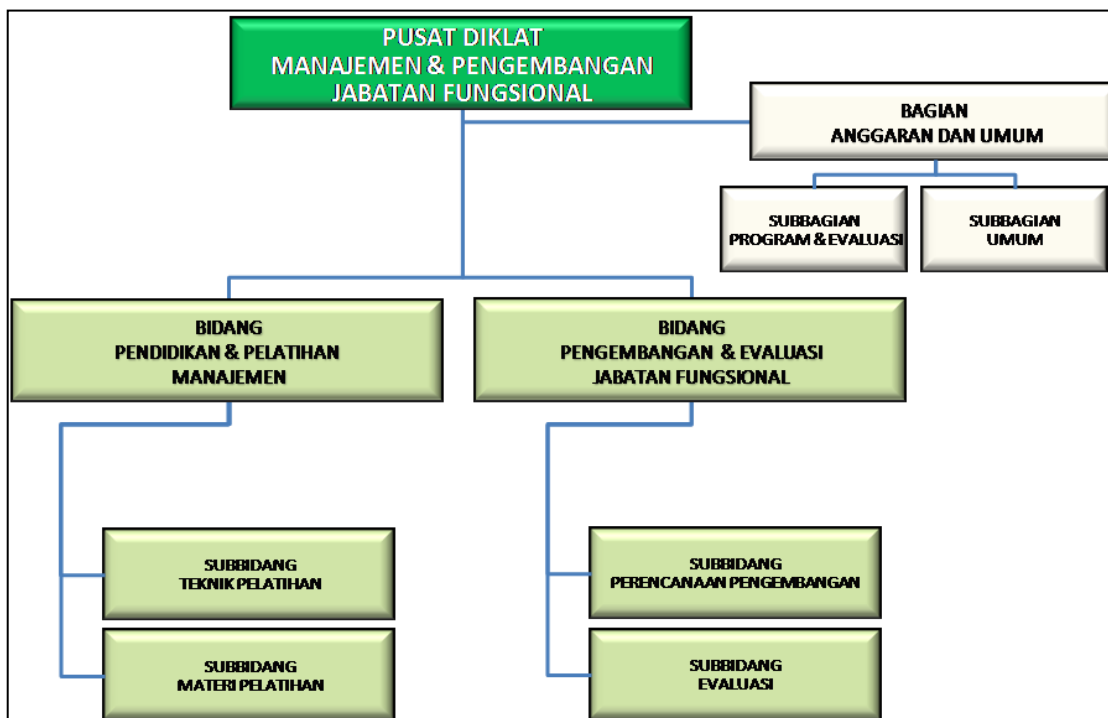 PUSAT DIKLAT
MANAJEMEN & PENGEMBANGAN
JABATAN FUNGSIONAL
BAGIAN
ANGGARAN DAN UMUM
SUBBAGIAN
PROGRAM & EVALUASI
SUBBAGIAN
UMUM
BIDANG
PENDIDIKAN & PELATIHAN
MANAJEMEN
BIDANG
PENGEMBANGAN & EVALUASI
JABATAN FUNGSIONAL
SUBBIDANG
TEKNIK PELATIHAN
SUBBIDANG
PERENCANAAN PENGEMBANGAN
SUBBIDANG
MATERI PELATIHAN
SUBBIDANG
EVALUASI